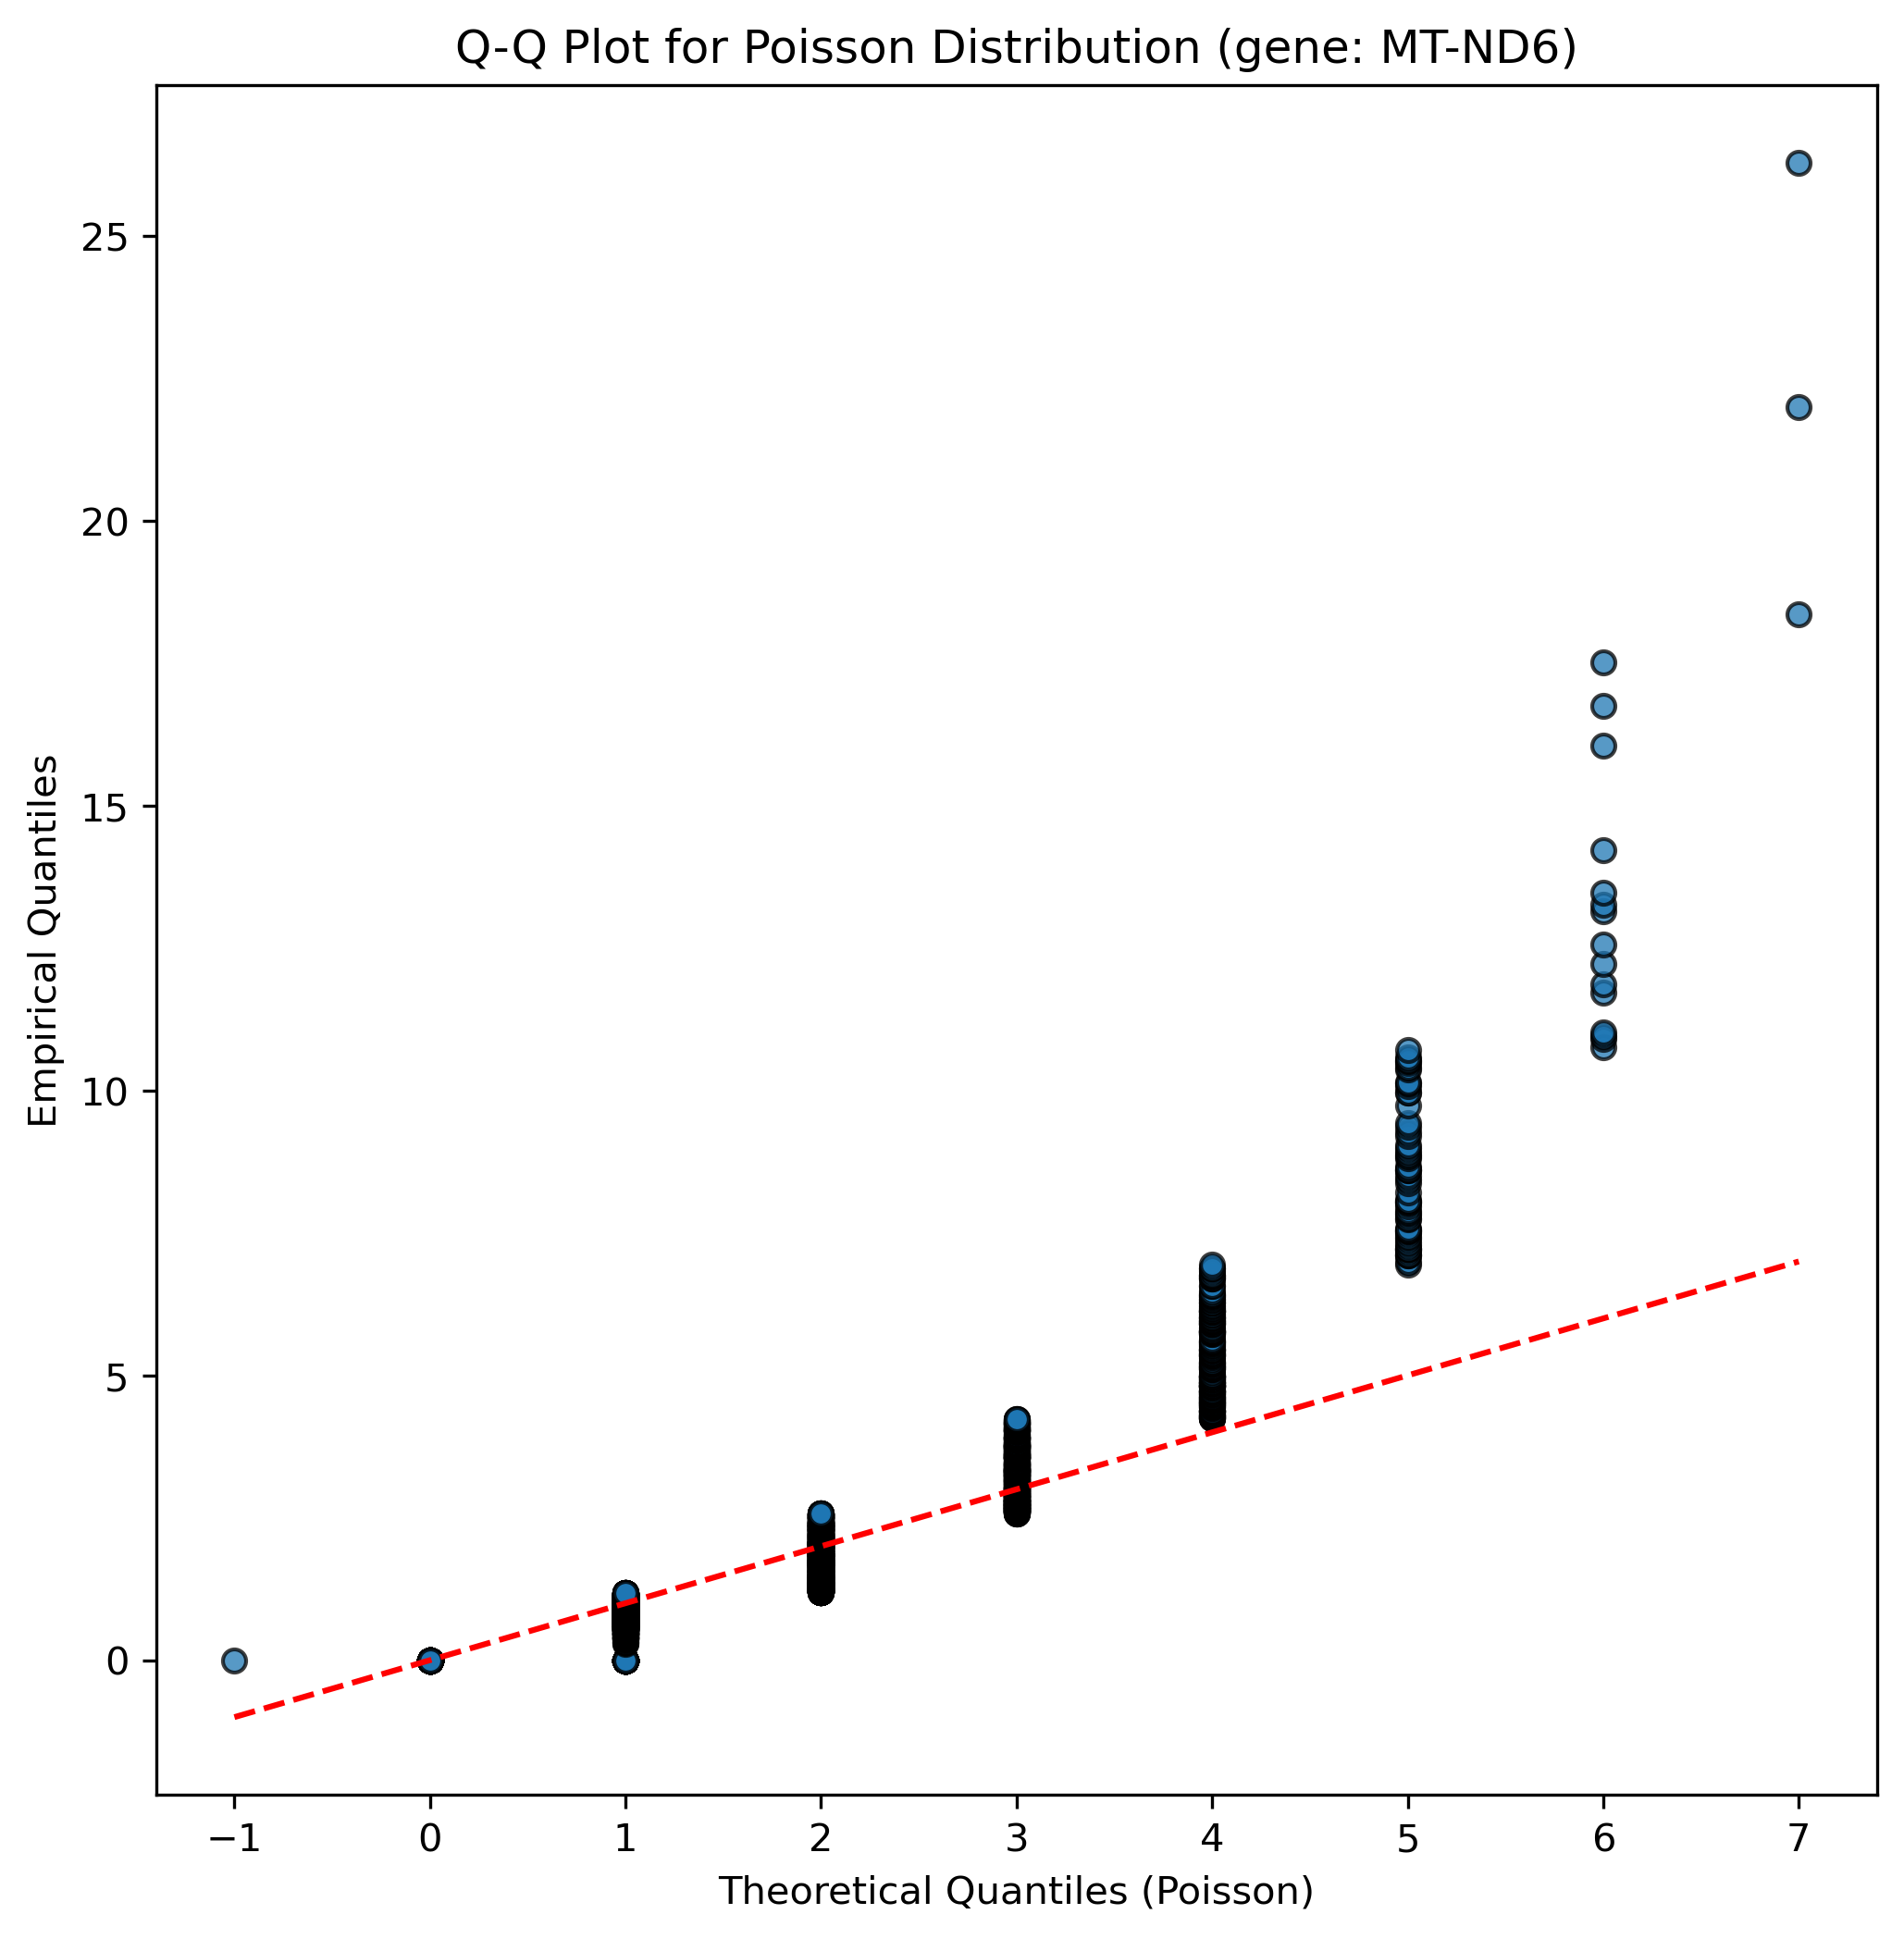 Q-Q Plot for Poisson Distribution (gene: MT-ND6)
Empirical Quantiles
25
20
15
10
5
0
−1 0 1 2 3 4 5 6 7
Theoretical Quantiles (Poisson)